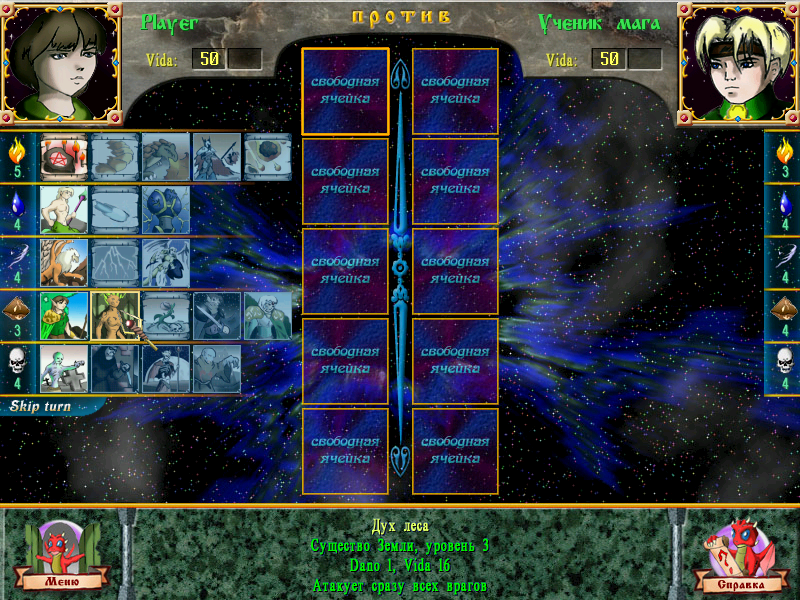 Player
против
Ученик мага
Vida: 50
Vida: 50
свободная ячейка
свободная ячейка
свободная ячейка
свободная ячейка
свободная ячейка
свободная ячейка
свободная ячейка
свободная ячейка
свободная ячейка
свободная ячейка
5
4
4
3
4
3
4
4
4
4
Skip turn
Дух леса
Существо Земли, уровень 3
Dano 1, Vida 16
Атакует сразу всех врагов
Меню
Справка